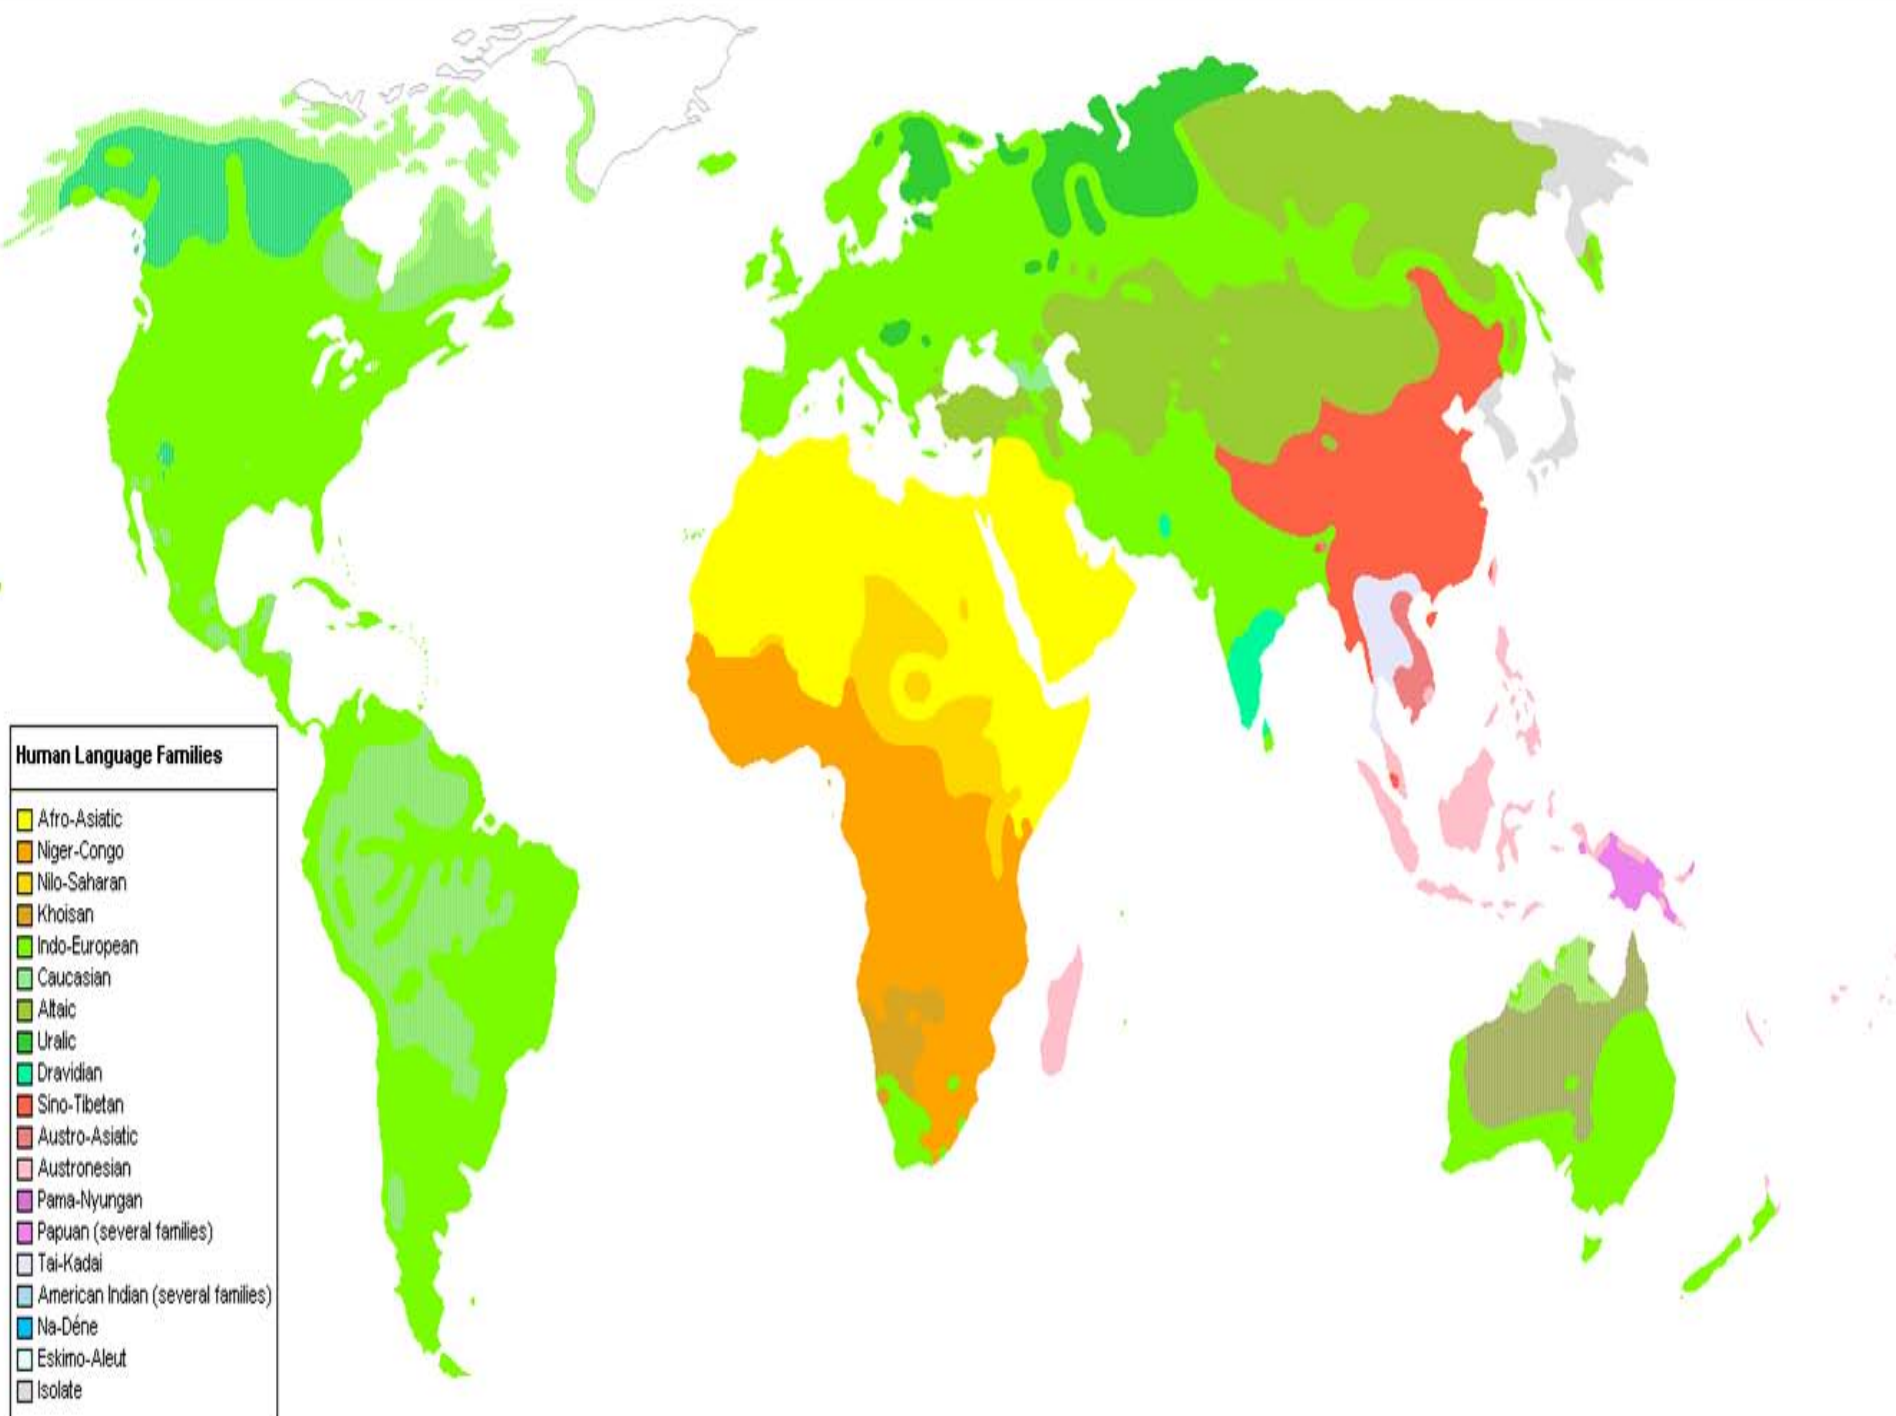 Human Language Families
Afro-Asiatic
Niger-Congo
Nilo-Saharan
Khoisan
Indo-European
Caucasian
Altaic
Uralic
Dravidian
Sino-Tibetan
Austro-Asiatic
Austronesian
Pama-Nyungan
Papuan (several families)
Tai-Kadai
American Indian (several families)
Na-Déne
Eskimo-Aleut
Isolate